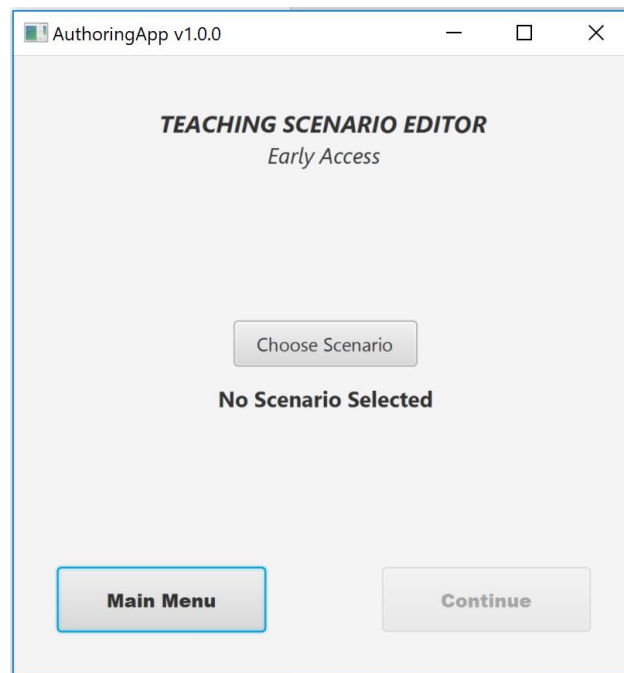 AuthoringApp v1.0.0
TEACHING SCENARIO EDITOR
Early Access
Choose Scenario
No Scenario Selected
Main Menu
Continue